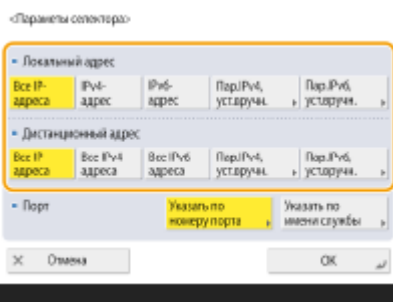 <Параметы селектора>
Локальный адрес
Все IP-
адреса
IPv4-
адрес
IPv6-
адрес
Пар.IPv4,
уст.вручн.
Пар.IPv6,
уст.вручн.
Дистанционный адрес
Все IP
адреса
Все IPv4
адреса
Все IPv6
адреса
Пар.IPv4,
уст.вручн.
Пар.IPv6,
уст.вручн.
Порт
Указать по
номеру порта
Указать по
имени службы
Отмена
OK